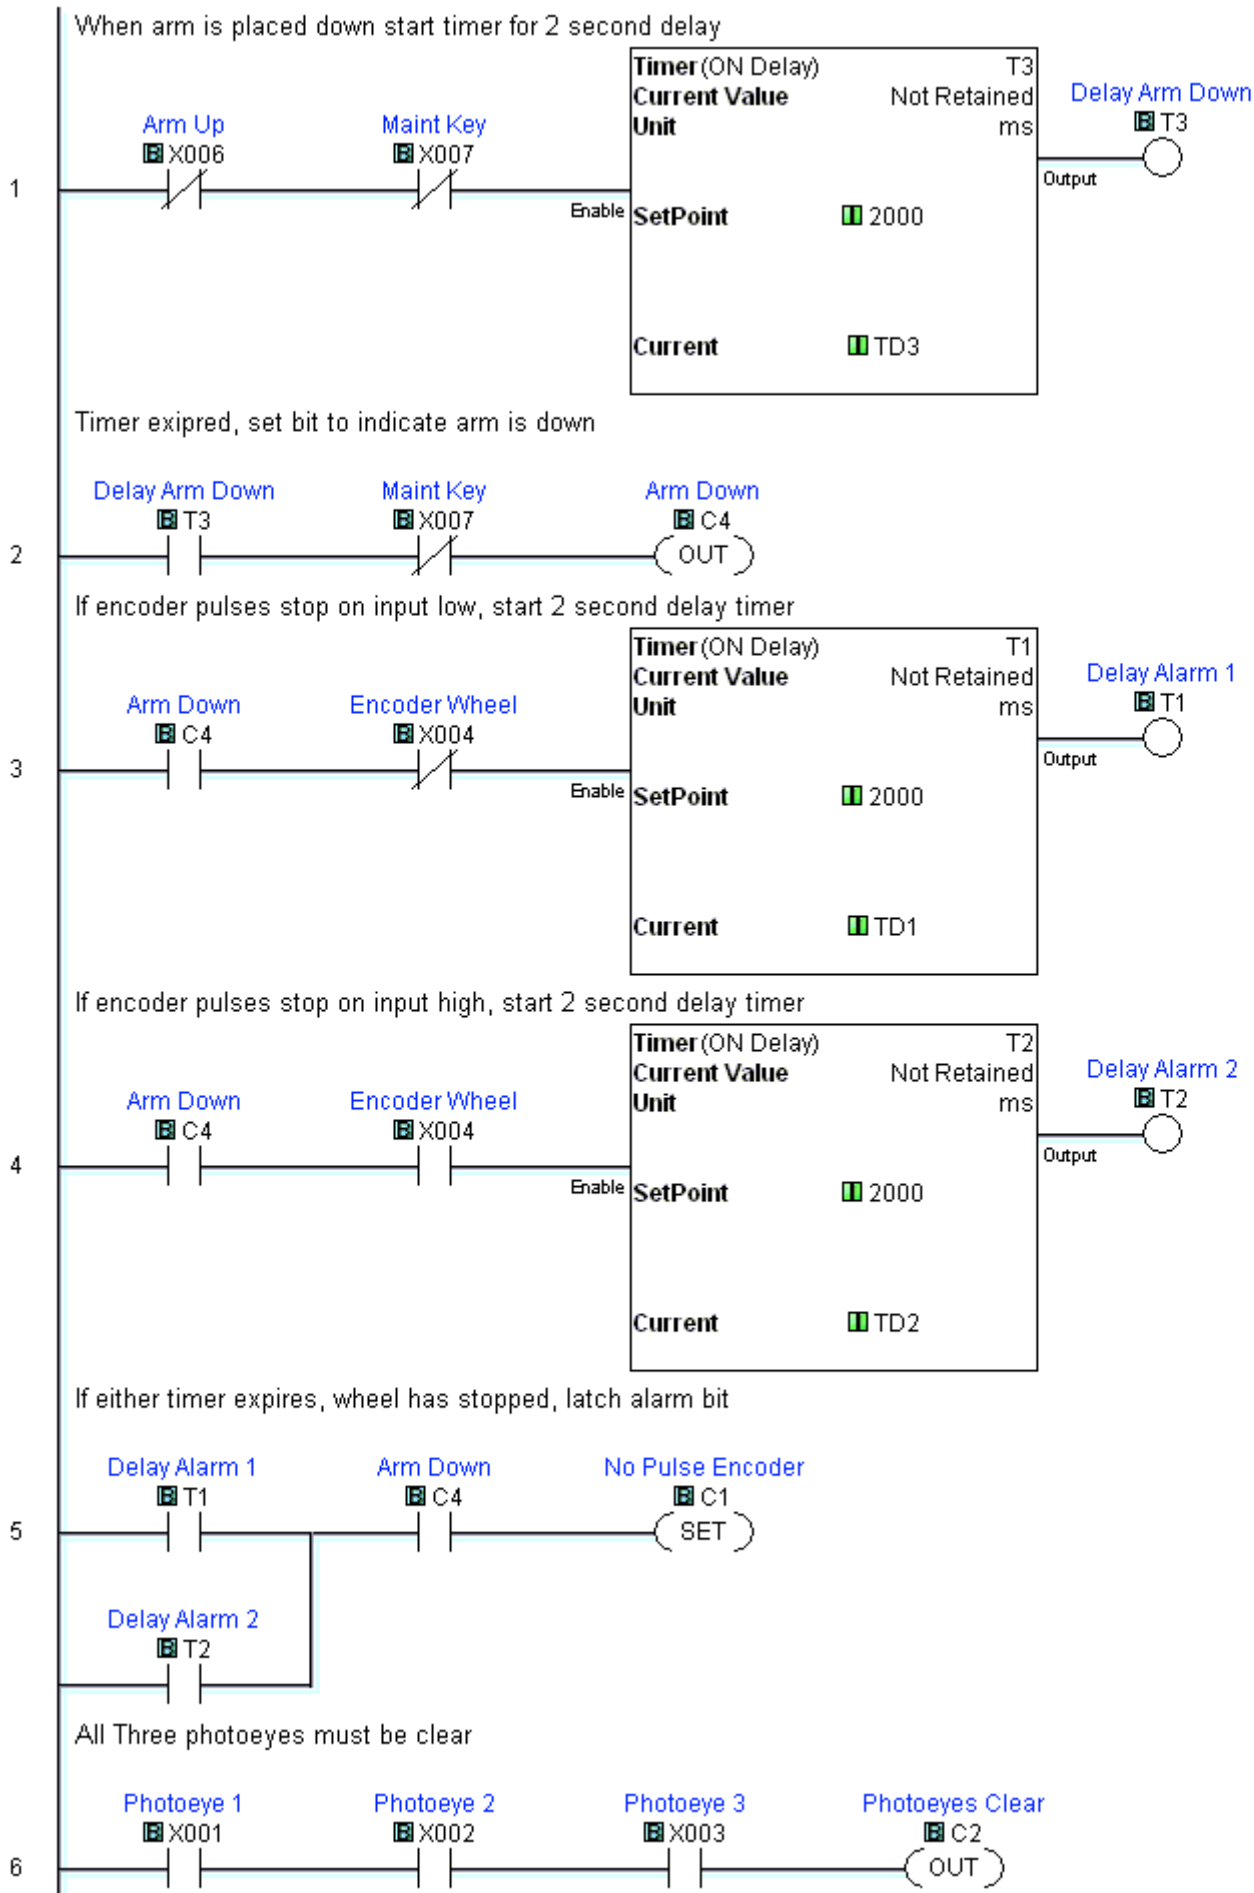 When arm is placed down start timer for 2 second delay
Timer (ON Delay) T3
Current Value Not Retained
Unit ms
Delay Arm Down
B T3
Arm Up
B X006
Maint Key
B X007
1
Enable
Output
SetPoint 2000
Current TD3
Timer exipred, set bit to indicate arm is down
Delay Arm Down Maint Key Arm Down
B T3 B X007 B C4
2 OUT
If encoder pulses stop on input low, start 2 second delay timer
Timer (ON Delay) T1
Current Value Not Retained
Unit ms
Delay Alarm 1
B T1
Arm Down
B C4
Encoder Wheel
B X004
3
Enable
Output
SetPoint 2000
Current TD1
If encoder pulses stop on input high, start 2 second delay timer
Timer (ON Delay) T2
Current Value Not Retained
Unit ms
Delay Alarm 2
B T2
Arm Down
B C4
Encoder Wheel
B X004
4
Enable
Output
SetPoint 2000
Current TD2
If either timer expires, wheel has stopped, latch alarm bit
Delay Alarm 1 Arm Down No Pulse Encoder
B T1 B C4 B C1
5 SET
Delay Alarm 2
B T2
All Three photoeyes must be clear
Photoeye 1 Photoeye 2 Photoeye 3 Photoeyes Clear
B X001 B X002 B X003 B C2
6 OUT